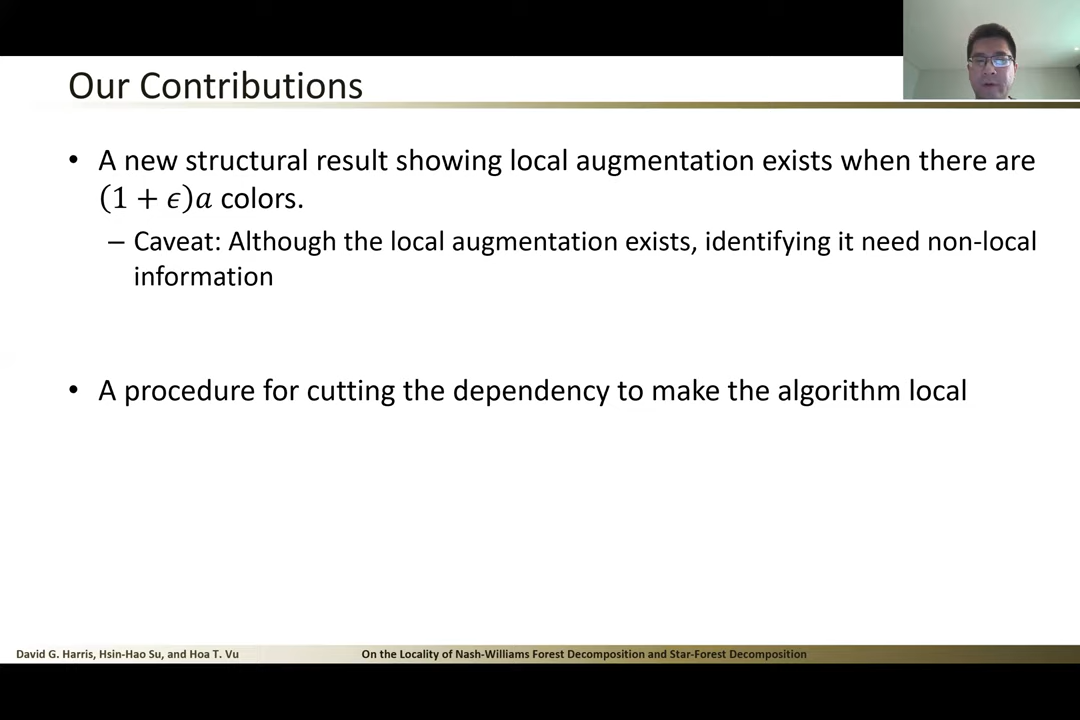 Our Contributions
• A new structural result showing local augmentation exists when there are
(1 + ϵ)a colors.
– Caveat: Although the local augmentation exists, identifying it need non-local
information
• A procedure for cutting the dependency to make the algorithm local
David G. Harris, Hsin-Hao Su, and Hoa T. Vu
On the Locality of Nash-Williams Forest Decomposition and Star-Forest Decomposition